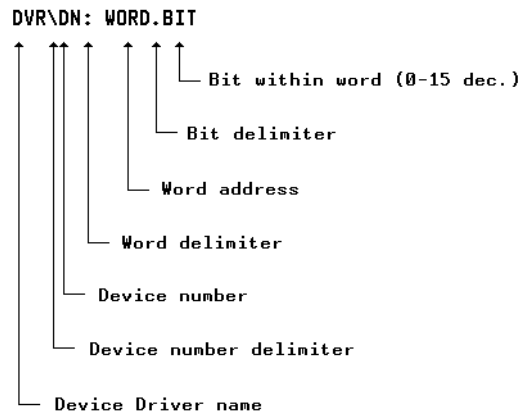 DVR\DN: WORD.BIT
Bit within word (0-15 dec.)
Bit delimiter
Word address
Word delimiter
Device number
Device number delimiter
Device Driver name